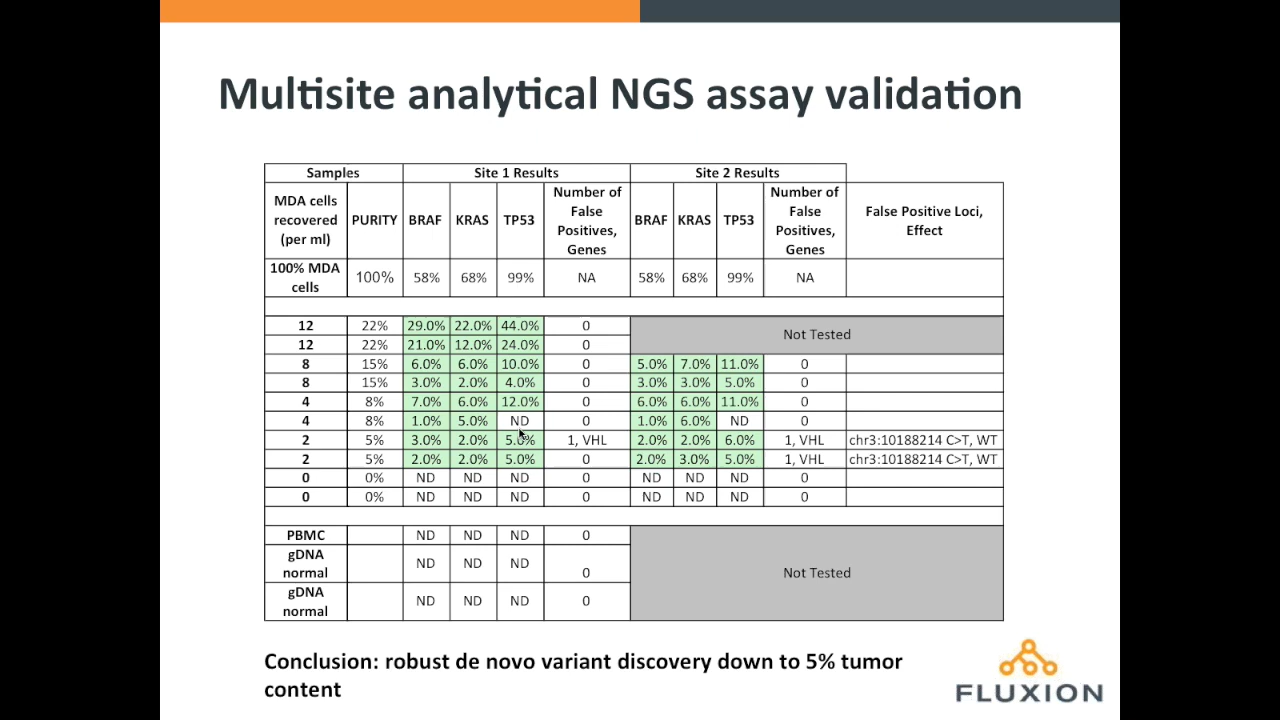 Multisite analytical NGS assay validation
Samples Site 1 Results Site 2 Results
MDA cells recovered (per ml) PURITY BRAF KRAS TP53 Number of False Positives, Genes BRAF KRAS TP53 Number of False Positives, Genes False Positive Loci, Effect
100% MDA cells 100% 58% 68% 99% NA 58% 68% 99% NA
12 22% 29.0% 22.0% 44.0% 0 Not Tested
12 22% 21.0% 12.0% 24.0% 0
8 15% 6.0% 6.0% 10.0% 0 5.0% 7.0% 11.0% 0
8 15% 3.0% 2.0% 4.0% 0 3.0% 3.0% 5.0% 0
4 8% 7.0% 6.0% 12.0% 0 6.0% 6.0% 11.0% 0
4 8% 1.0% 5.0% ND 0 1.0% 6.0% ND 0
2 5% 3.0% 2.0% 5.0% 1, VHL 2.0% 2.0% 6.0% 1, VHL chr3:10188214 C>T, WT
2 5% 2.0% 2.0% 5.0% 0 2.0% 3.0% 5.0% 1, VHL chr3:10188214 C>T, WT
0 0% ND ND ND 0 ND ND ND 0
0 0% ND ND ND 0 ND ND ND 0
PBMC ND ND ND 0 Not Tested
gDNA normal ND ND ND 0
gDNA normal ND ND ND 0
Conclusion: robust de novo variant discovery down to 5% tumor
content
FLUXION